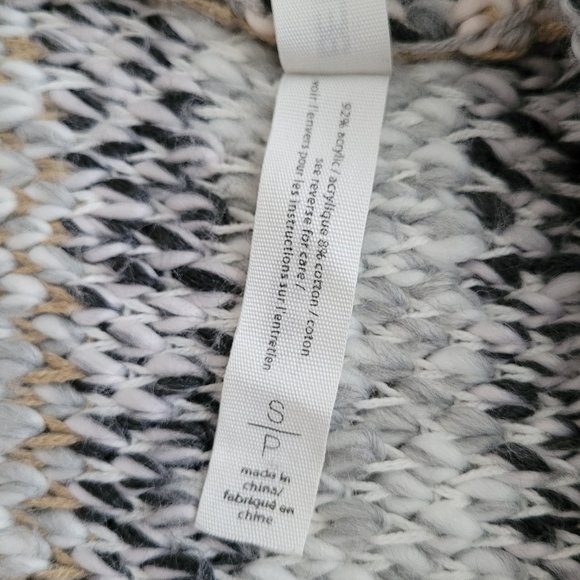 92% acrylic / acrylique 8% cotton / coton
see reverse for care /
voir l'envers pour les instructions sur l'entretien
S/P
made in
china/
fabriqué en
chine